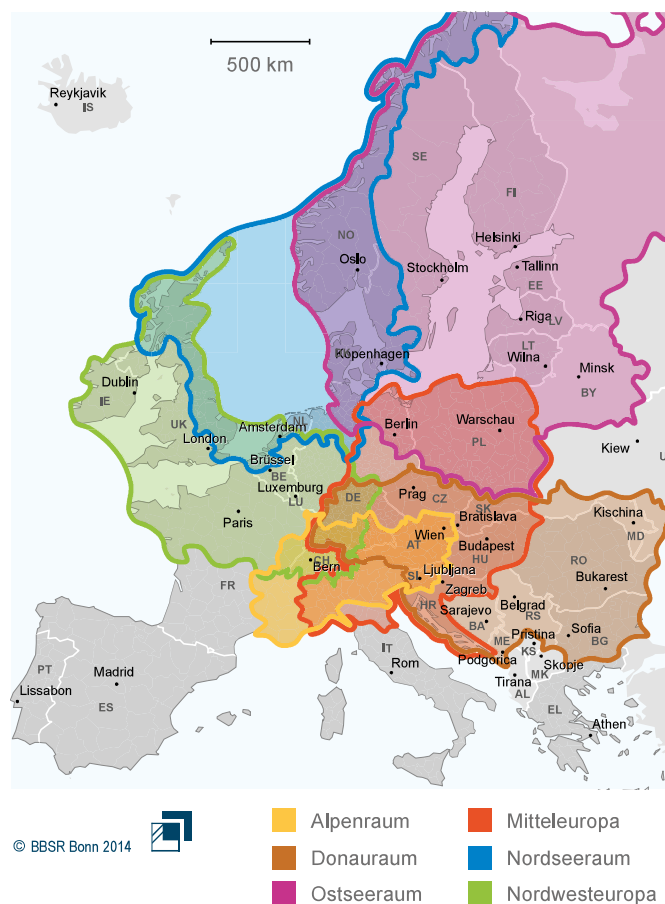 500 km
Reykjavik
IS
SE
FI
NO
Helsinki
Oslo
Stockholm
Tallinn
EE
Riga
LV
LT
Kopenhagen
Wilna
Minsk
BY
Dublin
IE
UK
NL
Berlin
Warschau
Amsterdam
PL
London
Kiew
Brüssel
BE
Luxemburg
LU
DE
Prag
CZ
SK
Paris
Bratislava
Kischina
Wien
MD
AT
Budapest
HU
CH
Bern
RO
FR
SL
Ljubljana
Zagreb
Bukarest
HR
Belgrad
Sarajevo
BA
RS
ME
Pristina
Sofia
IT
KS
BG
Podgorica
Skopje
PT
Madrid
Rom
MK
Tirana
Lissabon
AL
ES
EL
Athen
Alpenraum
Mitteleuropa
© BBSR Bonn 2014
Donauraum
Nordseeraum
Ostseeraum
Nordwesteuropa